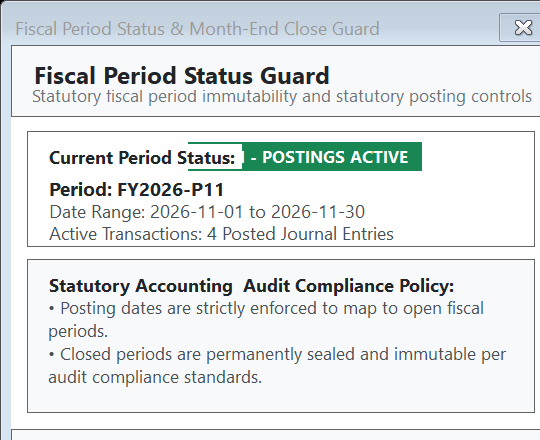 Fiscal Period Status & Month-End Close Guard
Fiscal Period Status Guard
Statutory fiscal period immutability and statutory posting controls
Current Period Status: - POSTINGS ACTIVE
Period: FY2026-P11
Date Range: 2026-11-01 to 2026-11-30
Active Transactions: 4 Posted Journal Entries
Statutory Accounting  Audit Compliance Policy:
• Posting dates are strictly enforced to map to open fiscal
periods.
• Closed periods are permanently sealed and immutable per
audit compliance standards.